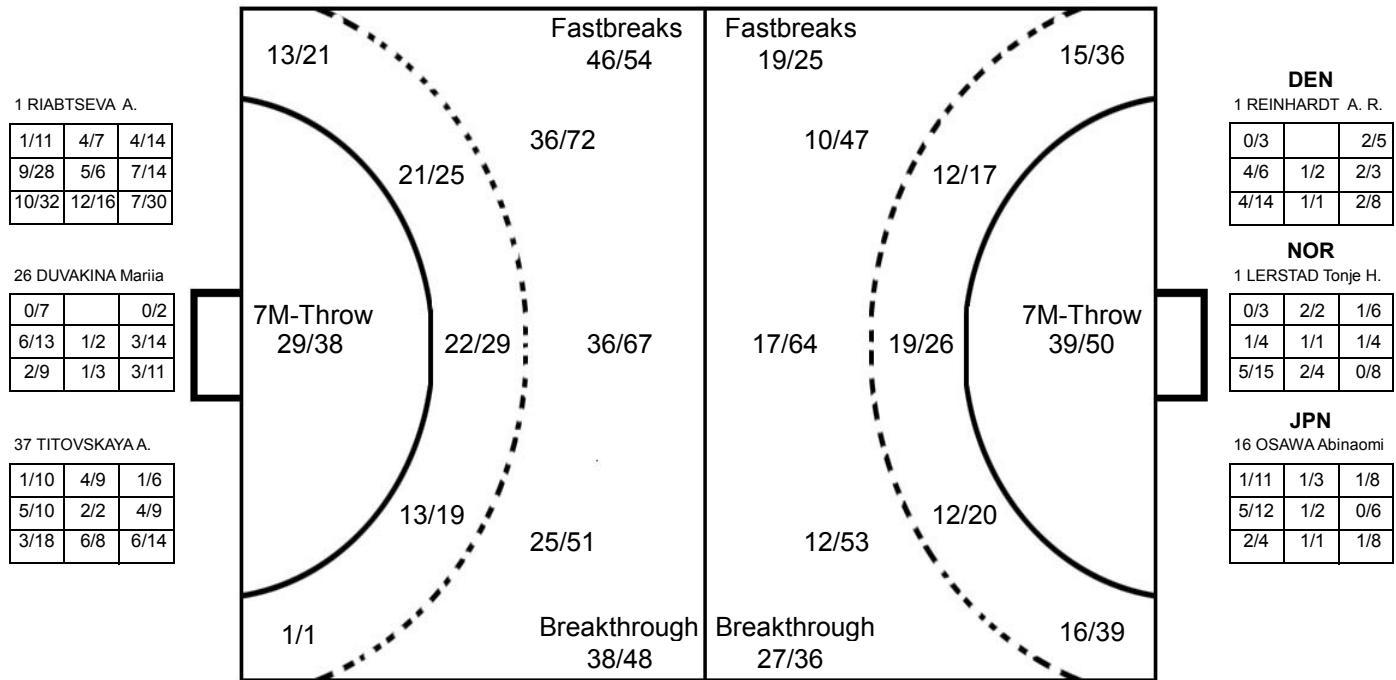 1 RIABTSEVA A.
1/11 4/7 4/14
9/28 5/6 7/14
10/32 12/16 7/30
26 DUVAKINA Mariia
0/7 0/2
6/13 1/2 3/14
2/9 1/3 3/11
37 TITOVSKAYA A.
1/10 4/9 1/6
5/10 2/2 4/9
3/18 6/8 6/14
13/21
Fastbreaks
46/54
36/72
21/25
7M-Throw
29/38
22/29
36/67
13/19
25/51
1/1
Breakthrough
38/48
Fastbreaks
19/25
15/36
10/47
12/17
17/64
19/26
7M-Throw
39/50
12/20
12/53
16/39
Breakthrough
27/36
DEN
1 REINHARDT A. R.
0/3 2/5
4/6 1/2 2/3
4/14 1/1 2/8
NOR
1 LERSTAD Tonje H.
0/3 2/2 1/6
1/4 1/1 1/4
5/15 2/4 0/8
JPN
16 OSAWA Abinaomi
1/11 1/3 1/8
5/12 1/2 0/6
2/4 1/1 1/8